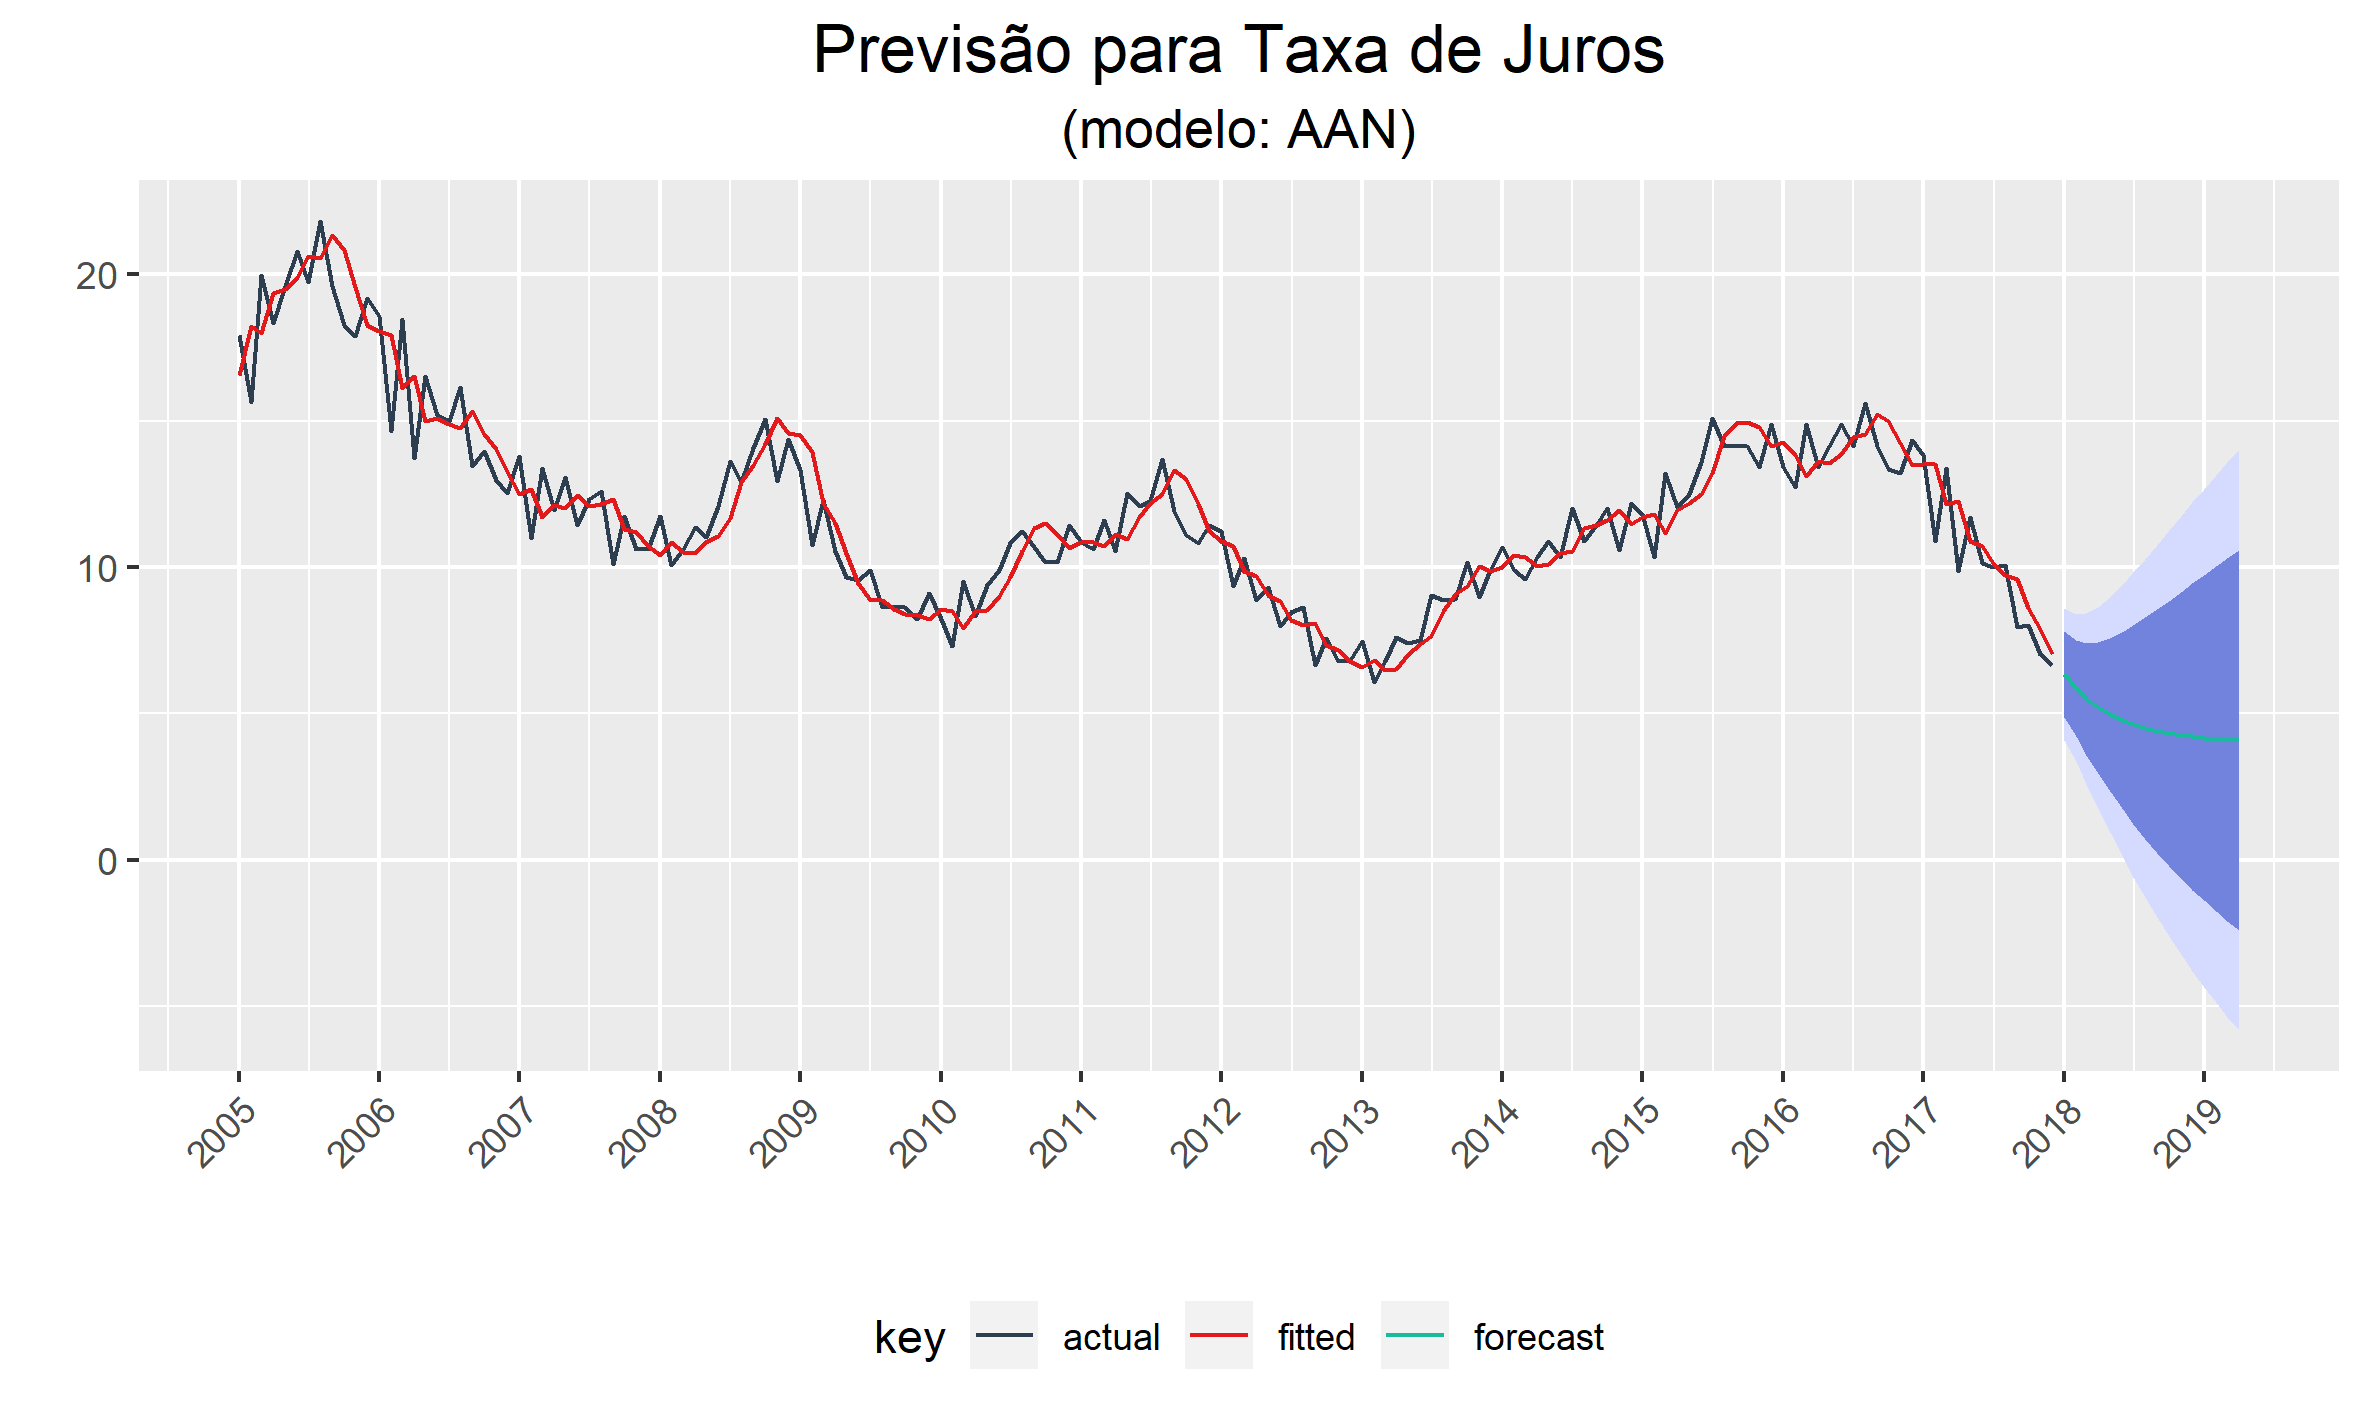 Previsão para Taxa de Juros
(modelo: AAN)
20
10
0
2005 2006 2007 2008 2009 2010 2011 2012 2013 2014 2015 2016 2017 2018 2019
key actual fitted forecast